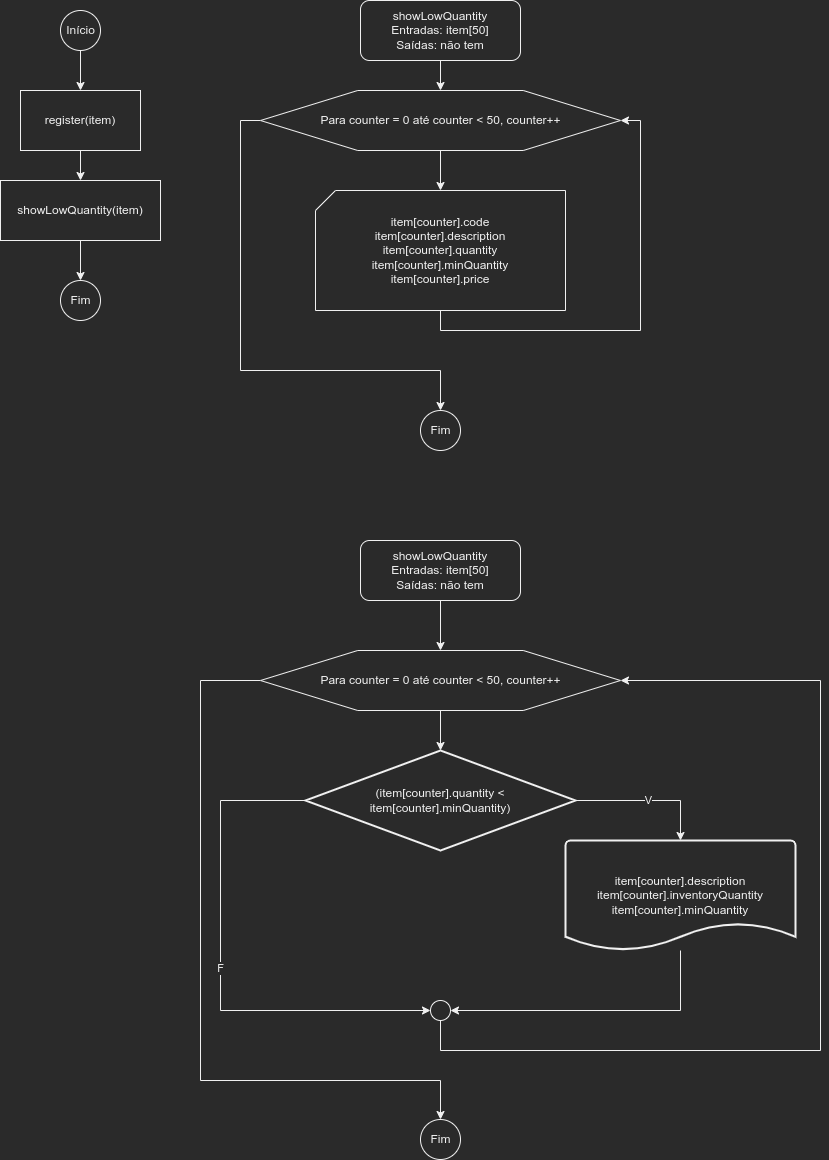 Início
register(item)
showLowQuantity(item)
Fim
showLowQuantity
Entradas: item[50]
Saídas: não tem
Para counter = 0 até counter < 50, counter++
item[counter].code
item[counter].description
item[counter].quantity
item[counter].minQuantity
item[counter].price
Fim
showLowQuantity
Entradas: item[50]
Saídas: não tem
Para counter = 0 até counter < 50, counter++
(item[counter].quantity <
item[counter].minQuantity)
V
item[counter].description
item[counter].inventoryQuantity
item[counter].minQuantity
F
Fim